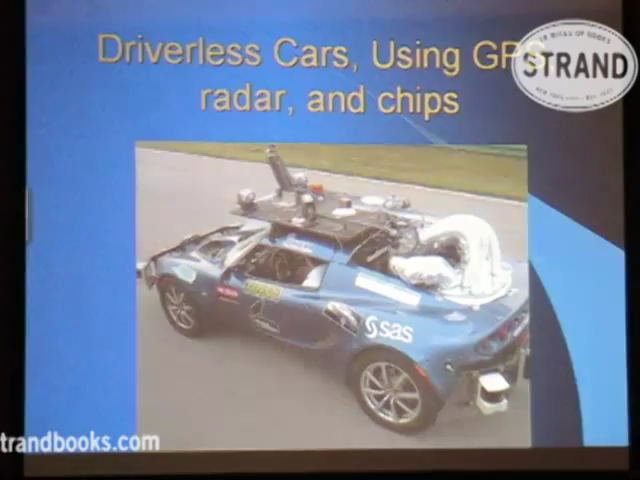 Driverless Cars, Using GPS
radar, and chips
STRAND
sas
trandbooks.com